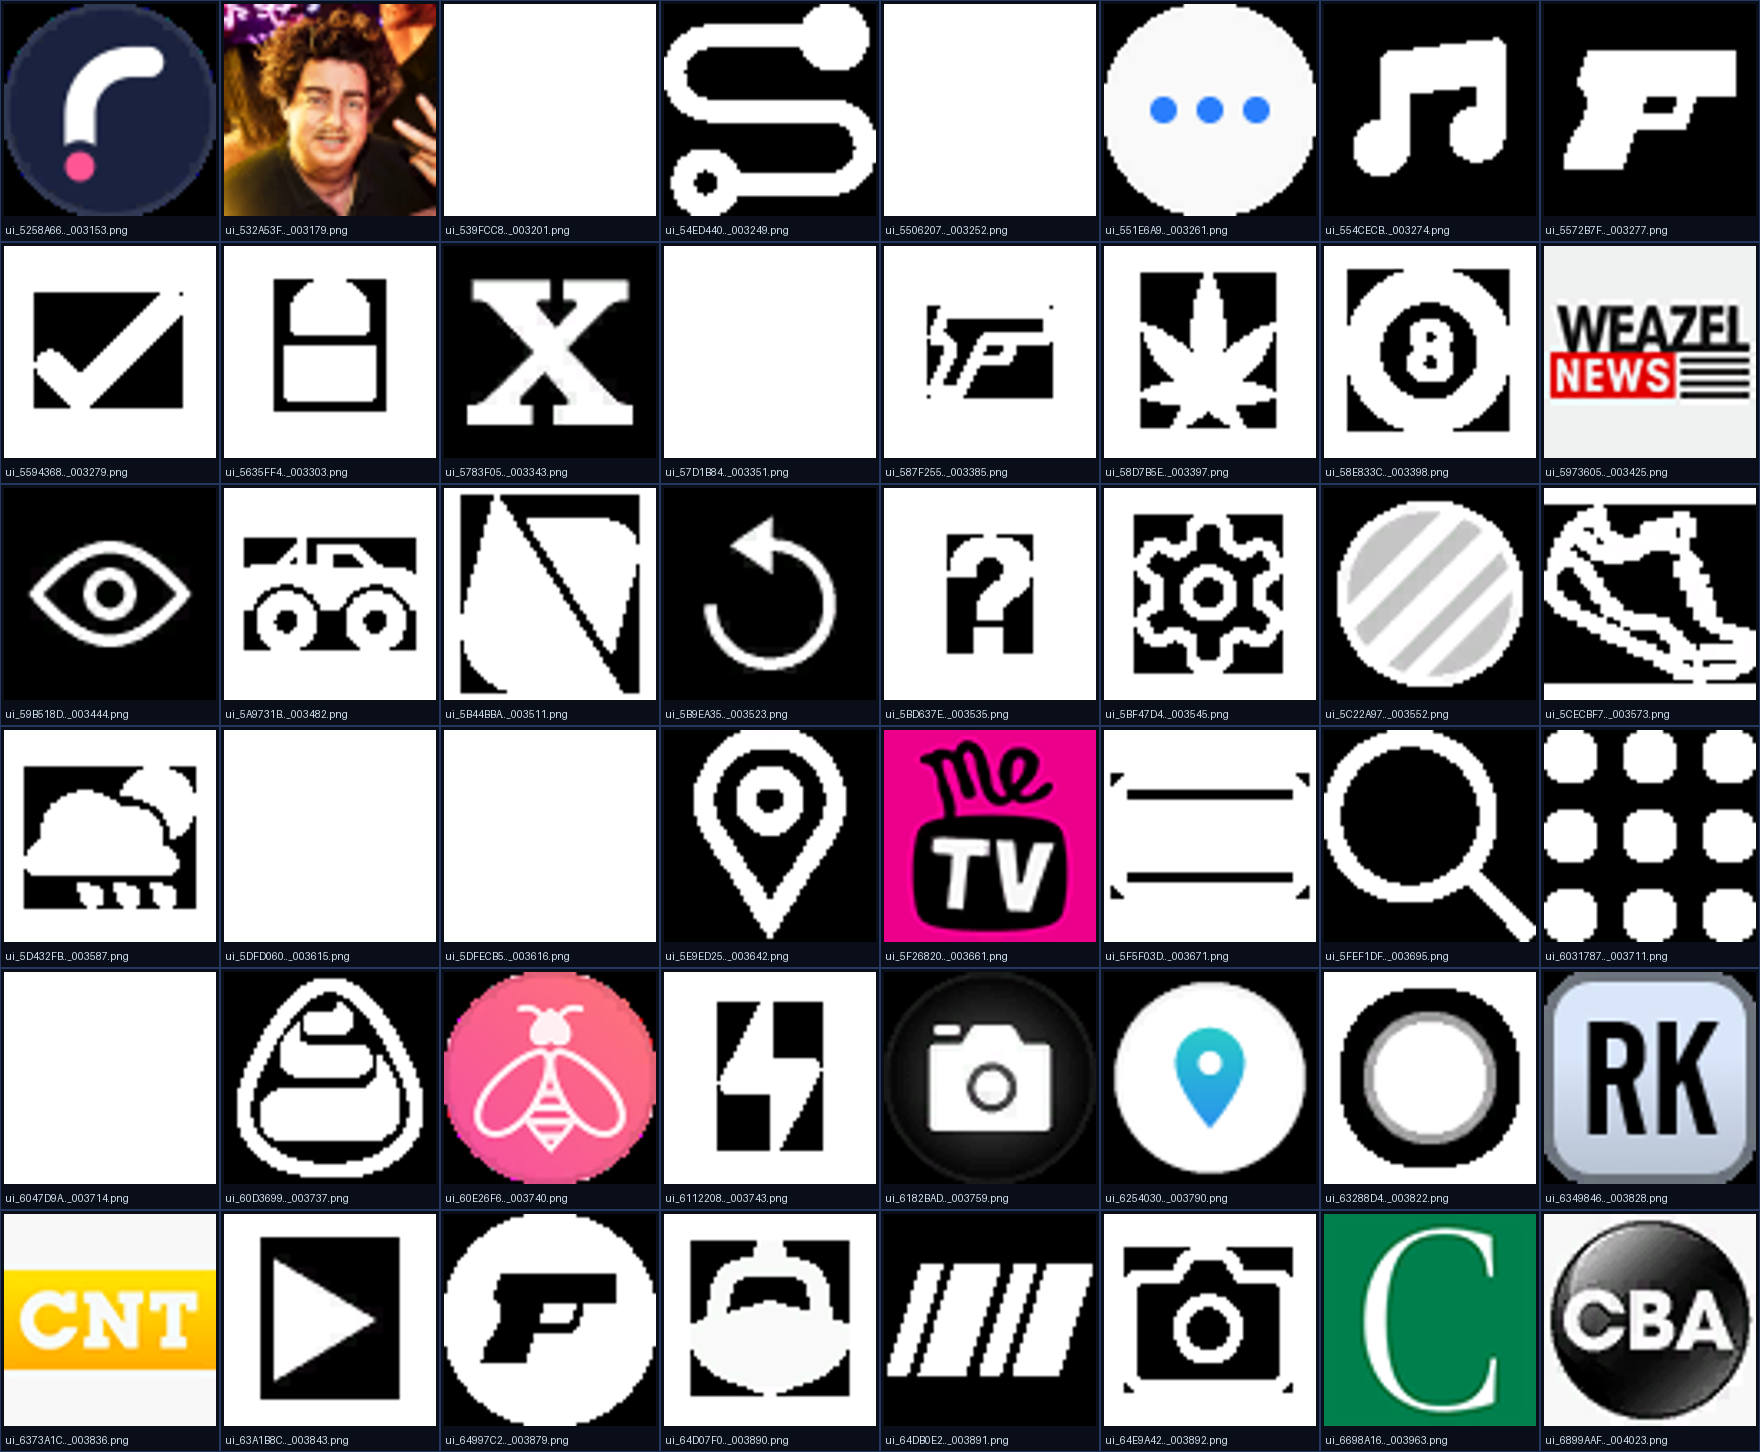 ui_5258A66.._003153.png
ui_532A53F.._003179.png
ui_539FCC8.._003201.png
ui_54ED440.._003249.png
ui_5506207.._003252.png
ui_551E6A9.._003261.png
ui_554CECB.._003274.png
ui_5572B7F.._003277.png
8
WEAZEL
NEWS
ui_5594368.._003279.png
ui_5635FF4.._003303.png
ui_5783F05.._003343.png
ui_57D1B84.._003351.png
ui_587F255.._003385.png
ui_58D7B5E.._003397.png
ui_58E833C.._003398.png
ui_5973605.._003425.png
?
ui_59B518D.._003444.png
ui_5A9731B.._003482.png
ui_5B44BBA.._003511.png
ui_5B9EA35.._003523.png
ui_5BD637E.._003535.png
ui_5BF47D4.._003545.png
ui_5C22A97.._003552.png
ui_5CECBF7.._003573.png
me
TV
ui_5D432FB.._003587.png
ui_5DFD060.._003615.png
ui_5DFECB5.._003616.png
ui_5E9ED25.._003642.png
ui_5F26820.._003661.png
ui_5F5F03D.._003671.png
ui_5FEF1DF.._003695.png
ui_6031787.._003711.png
RK
ui_6047D9A.._003714.png
ui_60D3699.._003737.png
ui_60E26F6.._003740.png
ui_6112208.._003743.png
ui_6182BAD.._003759.png
ui_6254030.._003790.png
ui_63288D4.._003822.png
ui_6349846.._003828.png
CNT
C
CBA
ui_6373A1C.._003836.png
ui_63A1B8C.._003843.png
ui_64997C2.._003879.png
ui_64D07F0.._003890.png
ui_64DB0E2.._003891.png
ui_64E9A42.._003892.png
ui_6698A16.._003963.png
ui_6899AAF.._004023.png